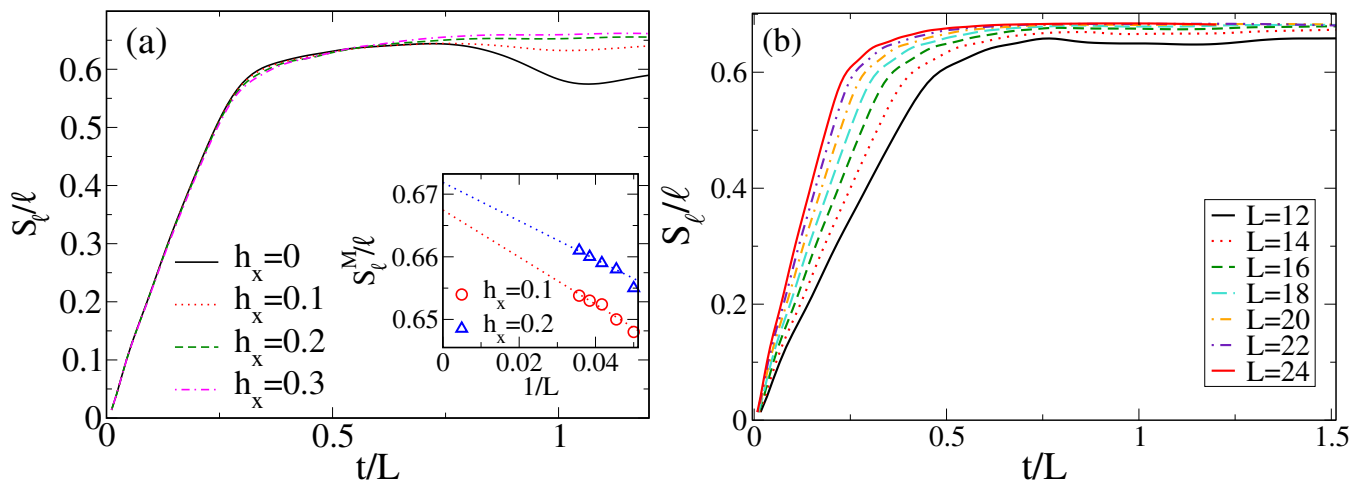 (a)
S_ℓ/ℓ
0.6
0.5
0.4
0.3
0.2
0.1
0
h_x=0
h_x=0.1
h_x=0.2
h_x=0.3
0 0.5 1
t/L
S_ℓ^M/ℓ
0.67
0.66
0.65
h_x=0.1
h_x=0.2
0 0.02 0.04
1/L
(b)
S_ℓ/ℓ
0.6
0.4
0.2
0
L=12
L=14
L=16
L=18
L=20
L=22
L=24
0 0.5 1 1.5
t/L